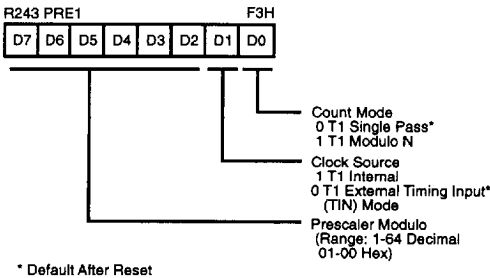 R243 PRE1 F3H
D7 D6 D5 D4 D3 D2 D1 D0
Count Mode
0 T1 Single Pass*
1 T1 Modulo N
Clock Source
1 T1 Internal
0 T1 External Timing Input*
(TIN) Mode
Prescaler Modulo
(Range: 1-64 Decimal
01-00 Hex)
* Default After Reset